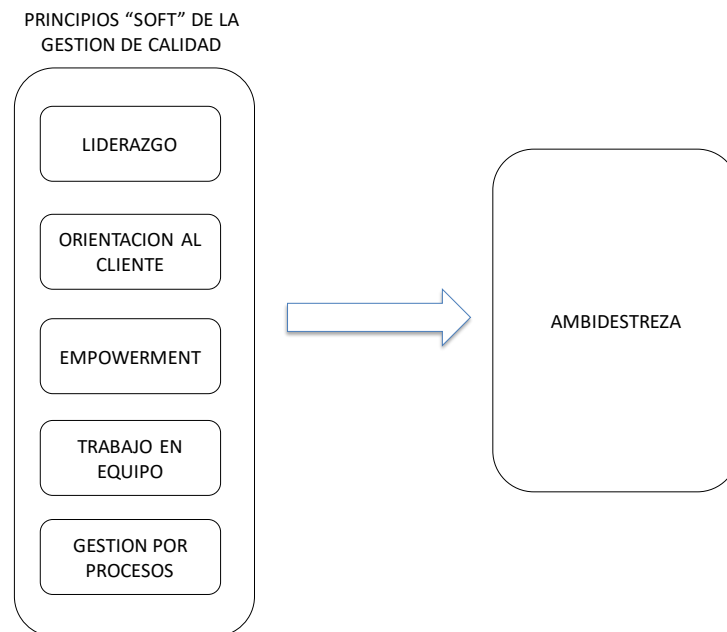 PRINCIPIOS “SOFT” DE LA
GESTION DE CALIDAD
LIDERAZGO
ORIENTACION AL
CLIENTE
EMPOWERMENT
TRABAJO EN
EQUIPO
GESTION POR
PROCESOS
AMBIDESTREZA